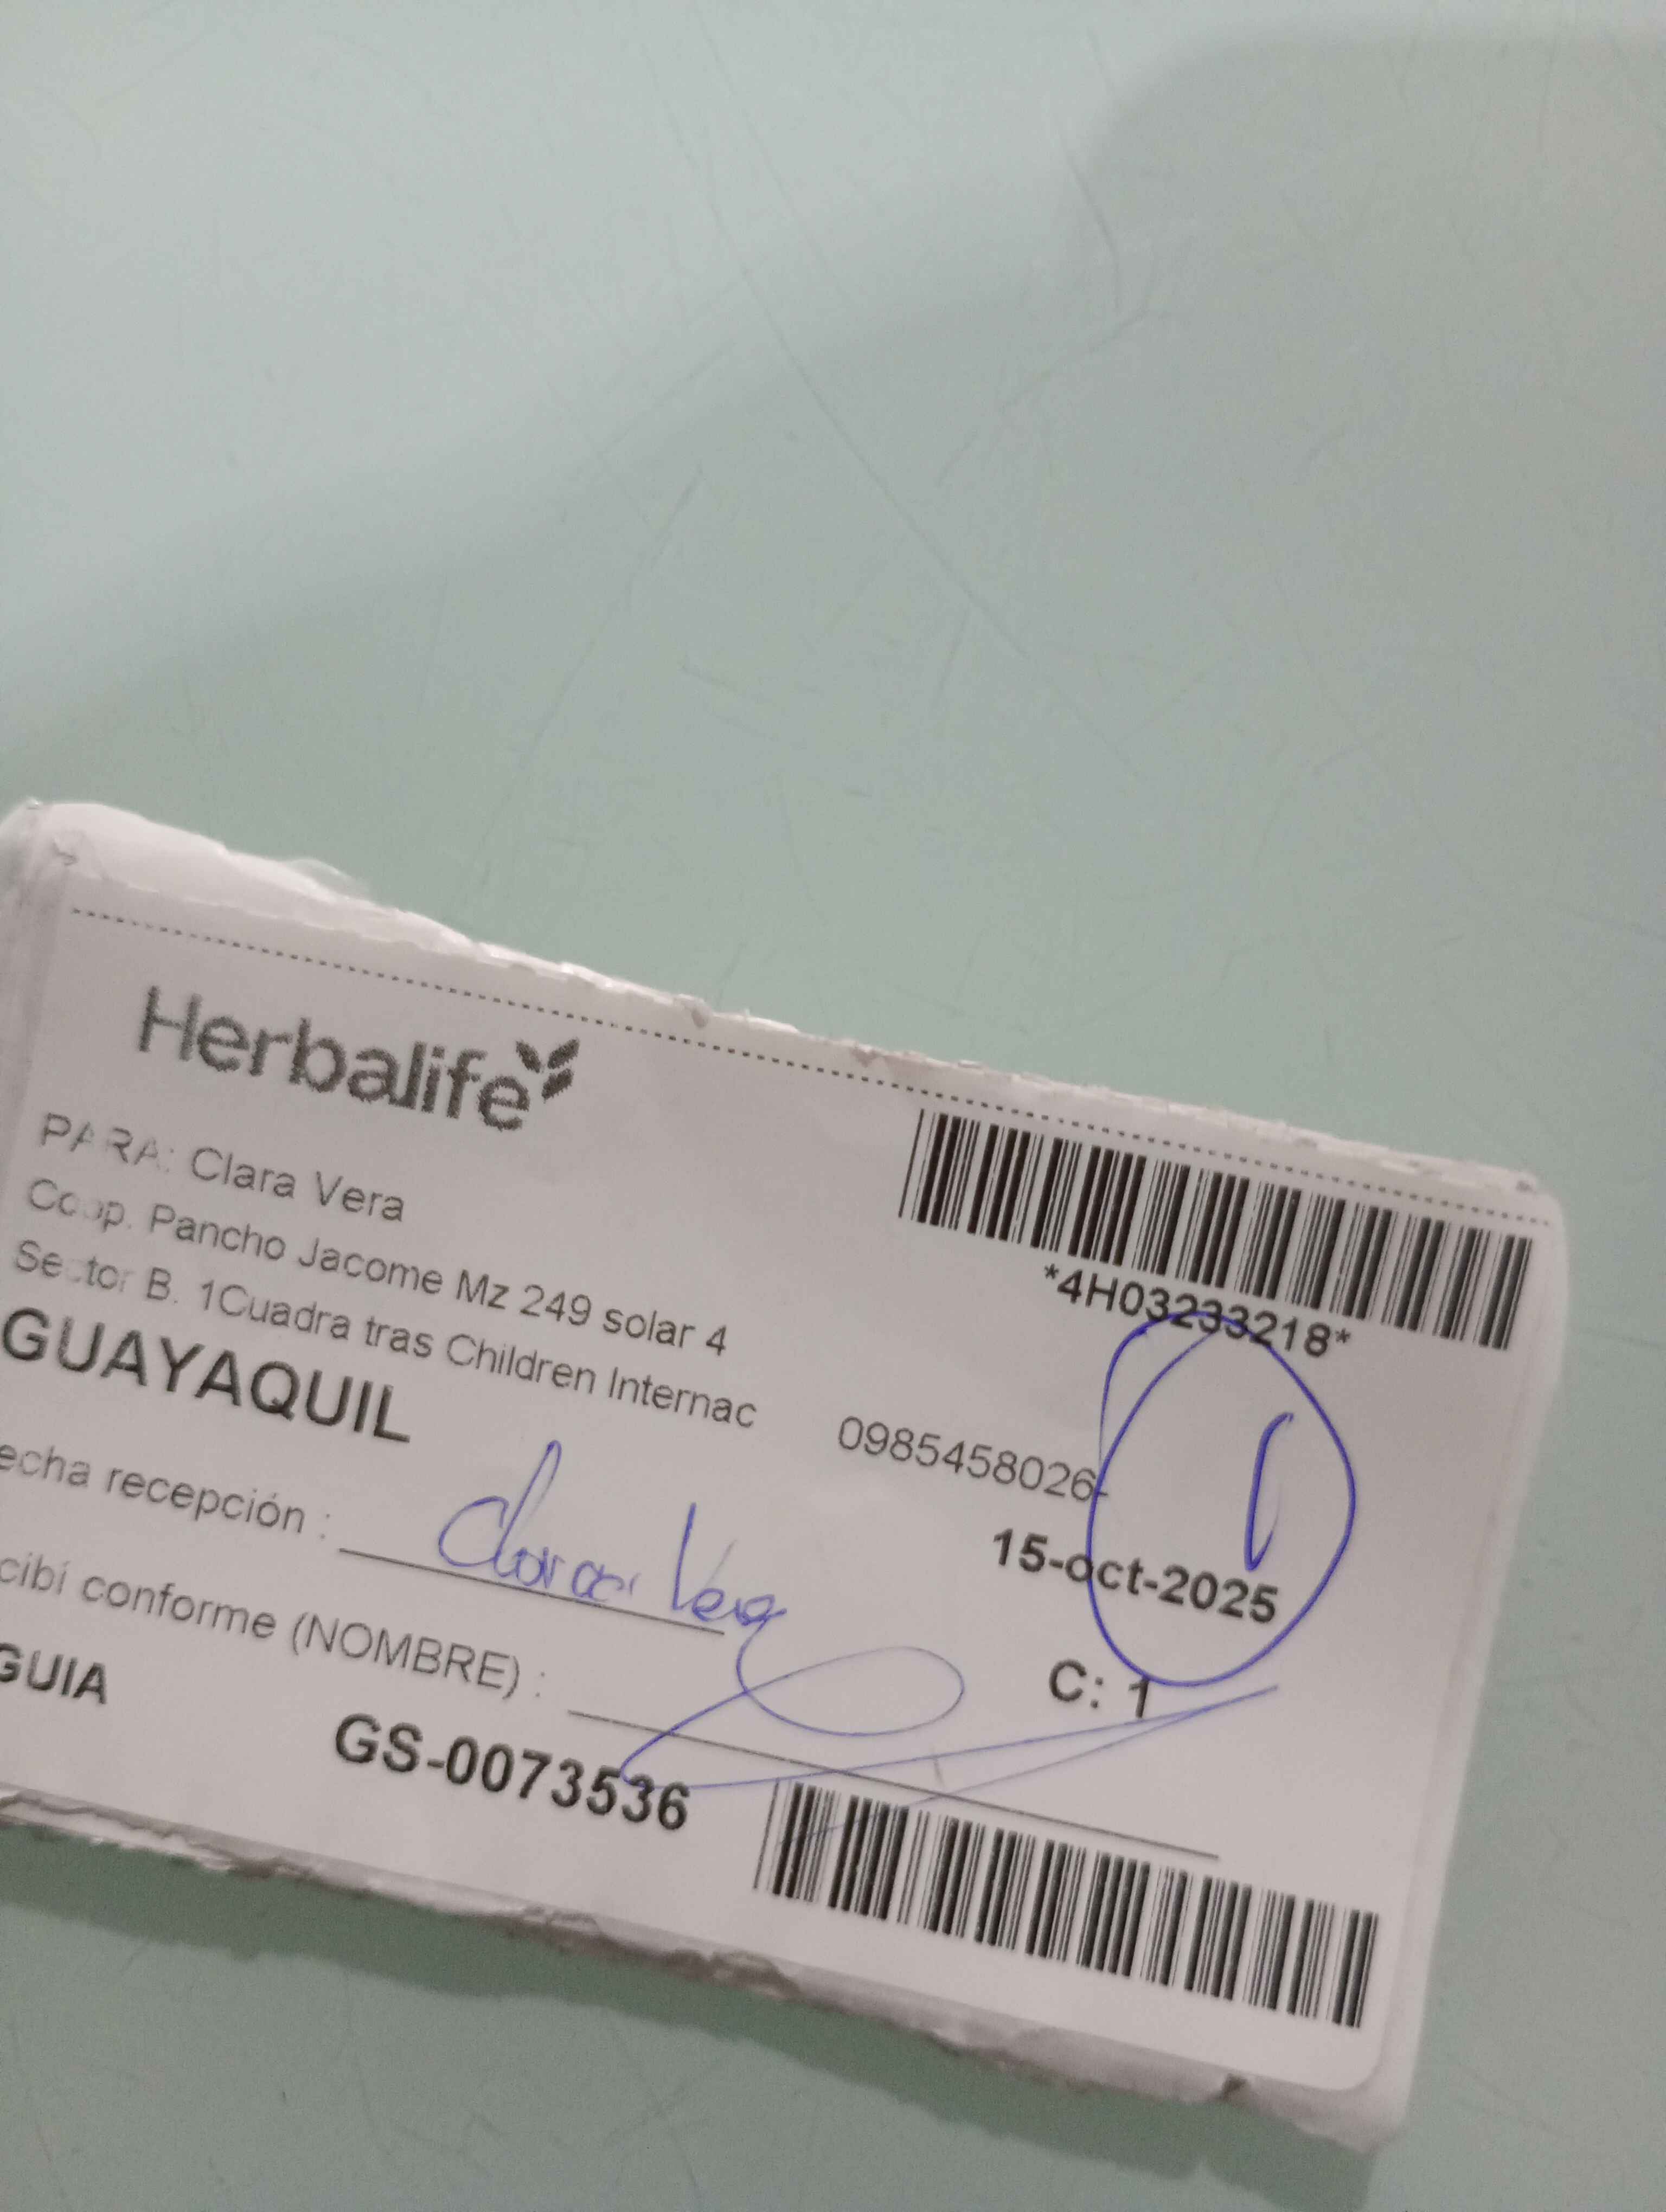 Herbalife
PARA: Clara Vera
Coop. Pancho Jacome Mz 249 solar 4
Sector B. 1Cuadra tras Children Internac
GUAYAQUIL
*4H03233218*
0985458026-
15-oct-2025
echa recepción : Clara Vera
C: 1
cibí conforme (NOMBRE) :
GUIA
GS-0073536